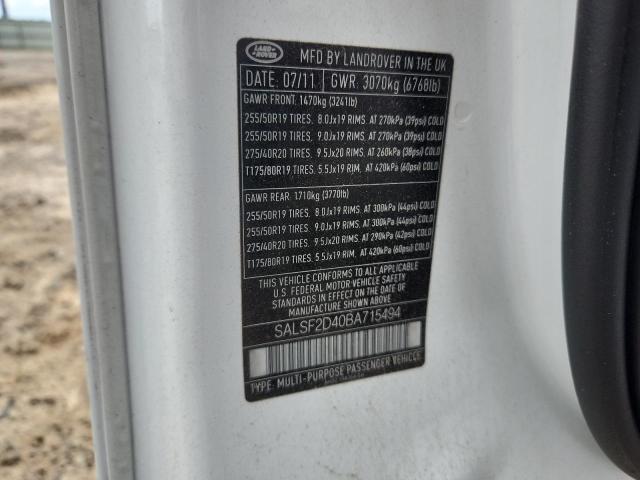 LAND ROVER
MFD BY LANDROVER IN THE UK
DATE: 07/11 GWR: 3070kg (6768lb)
GAWR FRONT: 1470kg (3241lb)
255/50R19 TIRES, 8.0Jx19 RIMS, AT 270kPa (39psi) COLD
255/50R19 TIRES, 9.0Jx19 RIMS, AT 270kPa (39psi) COLD
275/40R20 TIRES, 9.5Jx20 RIMS, AT 260kPa (38psi) COLD
T175/80R19 TIRES, 5.5Jx19 RIM, AT 420kPa (60psi) COLD
GAWR REAR: 1710kg (3770lb)
255/50R19 TIRES, 8.0Jx19 RIMS, AT 300kPa (44psi) COLD
255/50R19 TIRES, 9.0Jx19 RIMS, AT 300kPa (44psi) COLD
275/40R20 TIRES, 9.5Jx20 RIMS, AT 290kPa (42psi) COLD
T175/80R19 TIRES, 5.5Jx19 RIM, AT 420kPa (60psi) COLD
THIS VEHICLE CONFORMS TO ALL APPLICABLE
U.S. FEDERAL MOTOR VEHICLE SAFETY
STANDARDS IN EFFECT ON THE DATE OF
MANUFACTURE SHOWN ABOVE.
SALSF2D40BA715494
TYPE: MULTI-PURPOSE PASSENGER VEHICLE